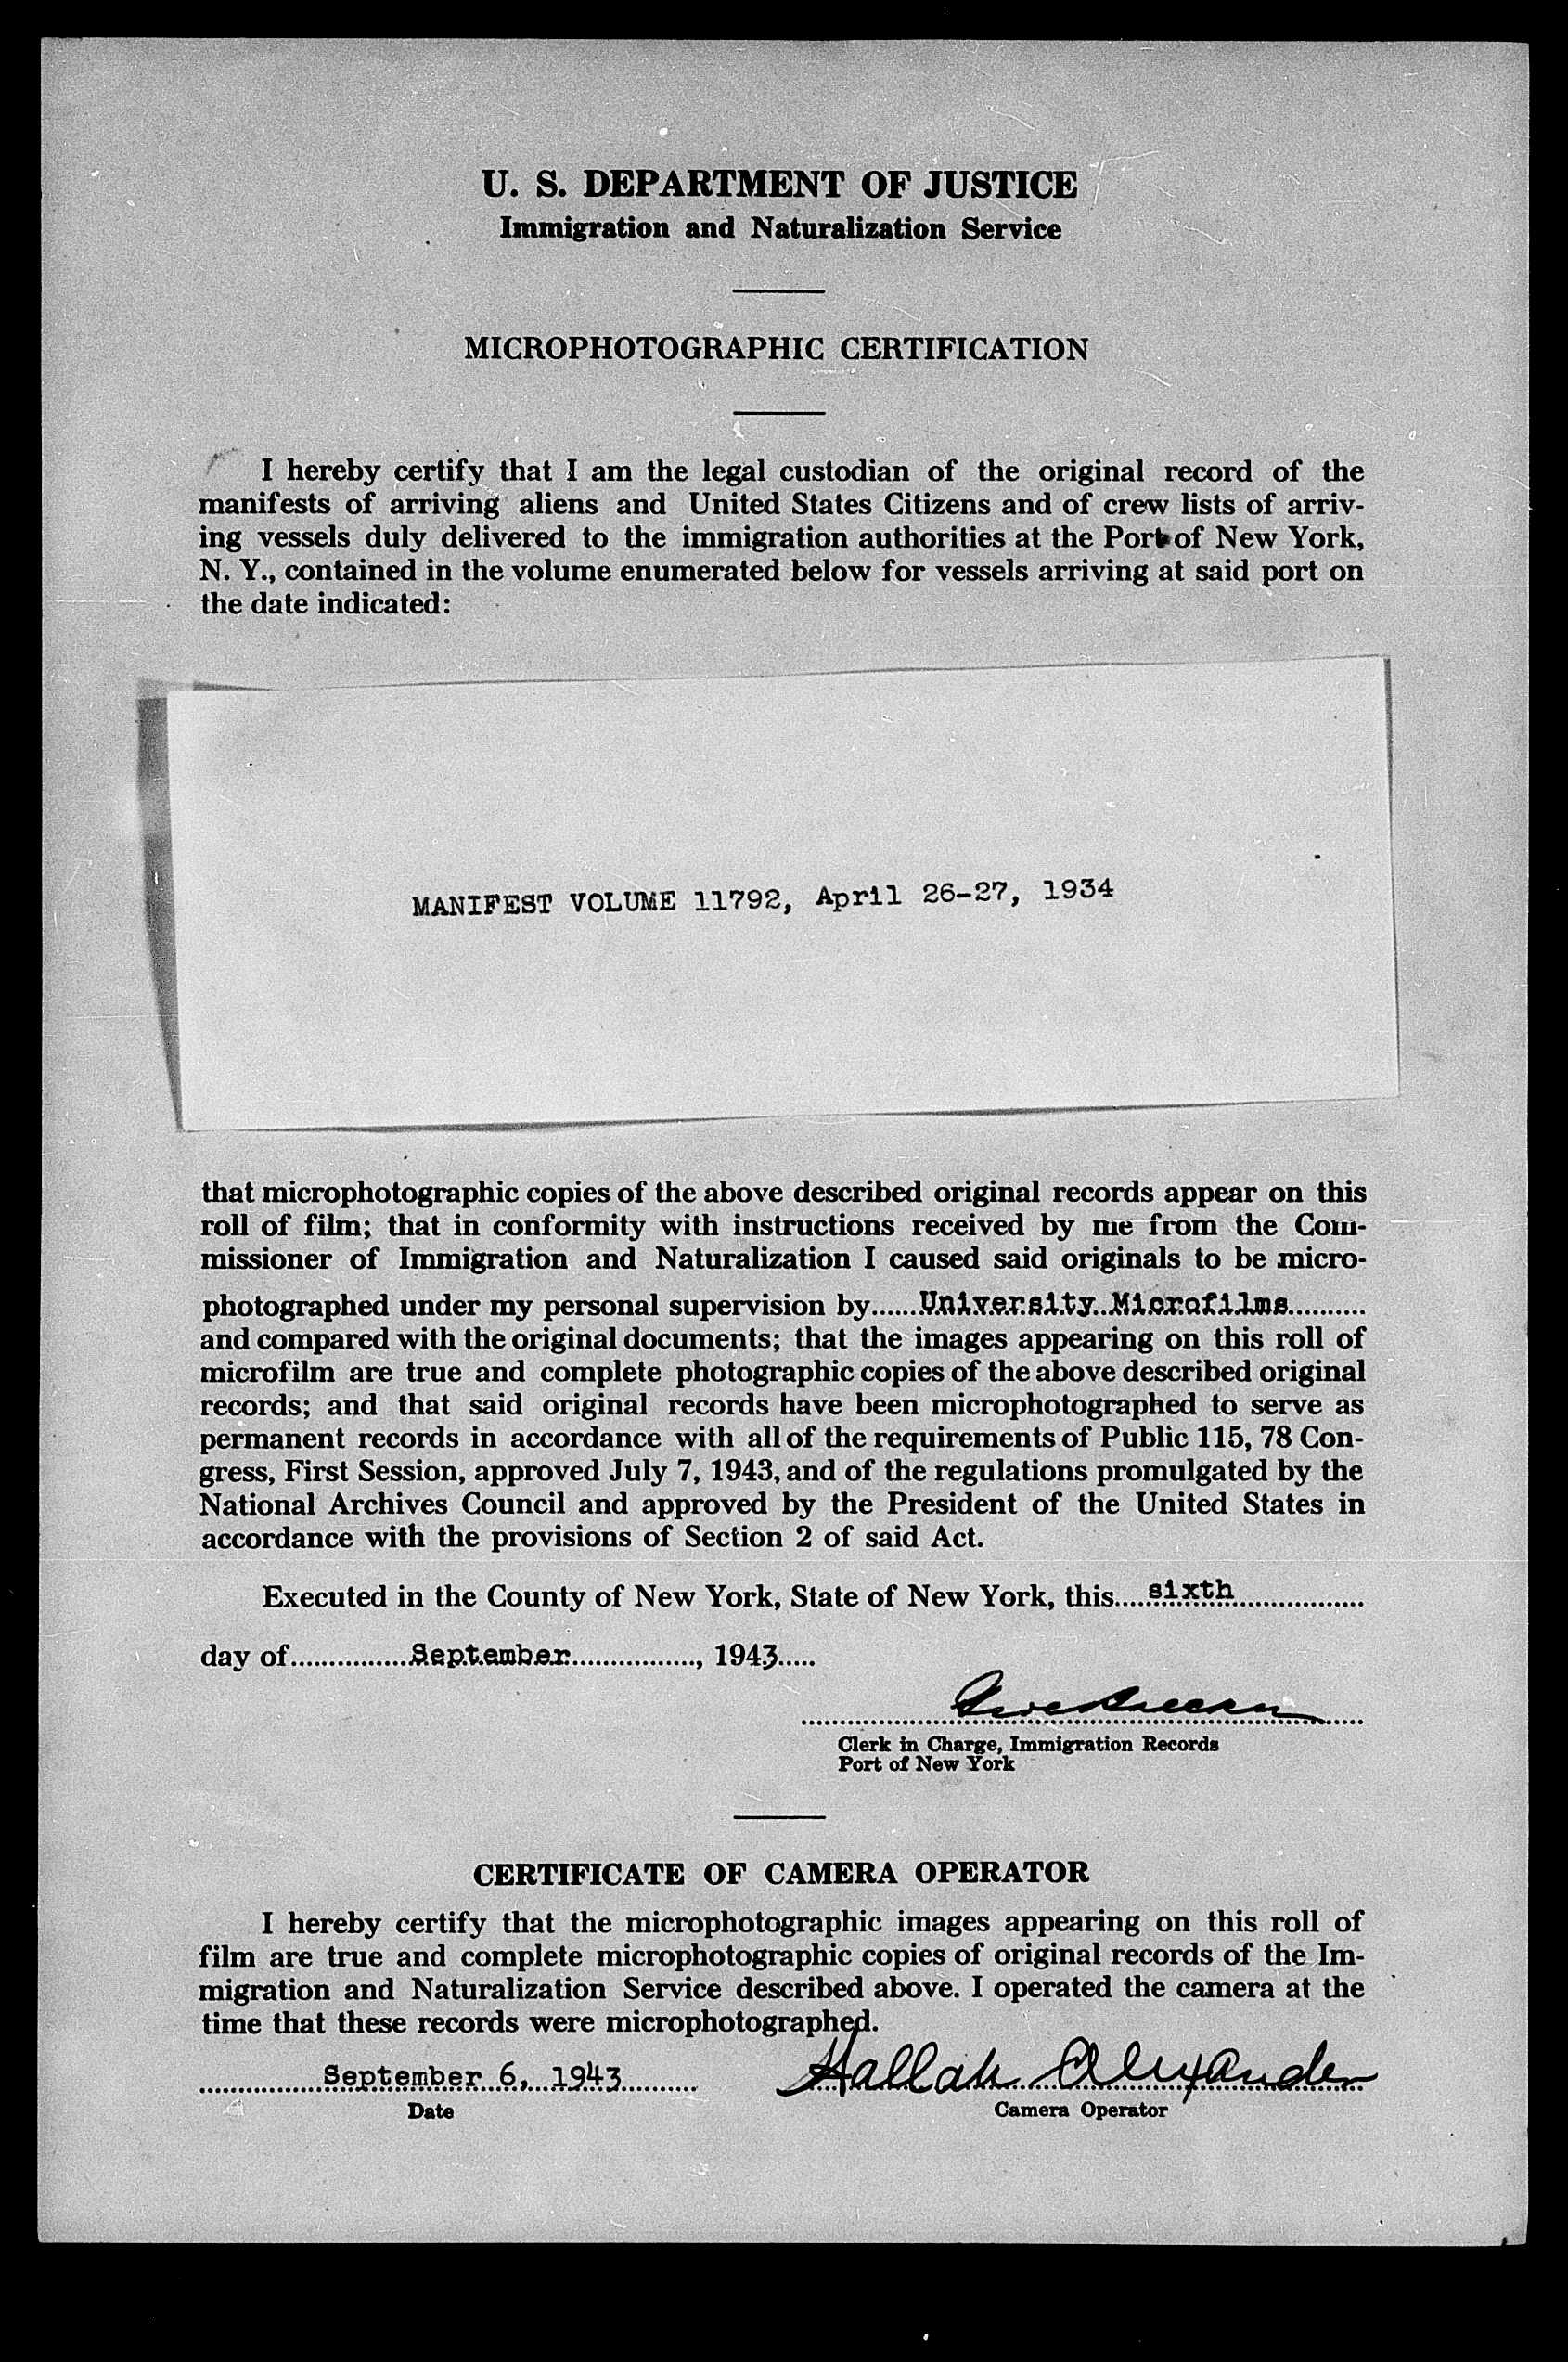 U. S. DEPARTMENT OF JUSTICE
Immigration and Naturalization Service
MICROPHOTOGRAPHIC CERTIFICATION
I hereby certify that I am the legal custodian of the original record of the
manifests of arriving aliens and United States Citizens and of crew lists of arriv-
ing vessels duly delivered to the immigration authorities at the Port of New York,
N. Y., contained in the volume enumerated below for vessels arriving at said port on
the date indicated:
MANIFEST VOLUME 11792, April 26-27, 1934
that microphotographic copies of the above described original records appear on this
roll of film; that in conformity with instructions received by me from the Com-
missioner of Immigration and Naturalization I caused said originals to be micro-
photographed under my personal supervision by......University Microfilms..........
and compared with the original documents; that the images appearing on this roll of
microfilm are true and complete photographic copies of the above described original
records; and that said original records have been microphotographed to serve as
permanent records in accordance with all of the requirements of Public 115, 78 Con-
gress, First Session, approved July 7, 1943, and of the regulations promulgated by the
National Archives Council and approved by the President of the United States in
accordance with the provisions of Section 2 of said Act.
Executed in the County of New York, State of New York, this....sixth................
day of...............September................, 1943.....
Clerk in Charge, Immigration Records
Port of New York
CERTIFICATE OF CAMERA OPERATOR
I hereby certify that the microphotographic images appearing on this roll of
film are true and complete microphotographic copies of original records of the Im-
migration and Naturalization Service described above. I operated the camera at the
time that these records were microphotographed.
September 6, 1943 Hallah Alexander
Date Camera Operator